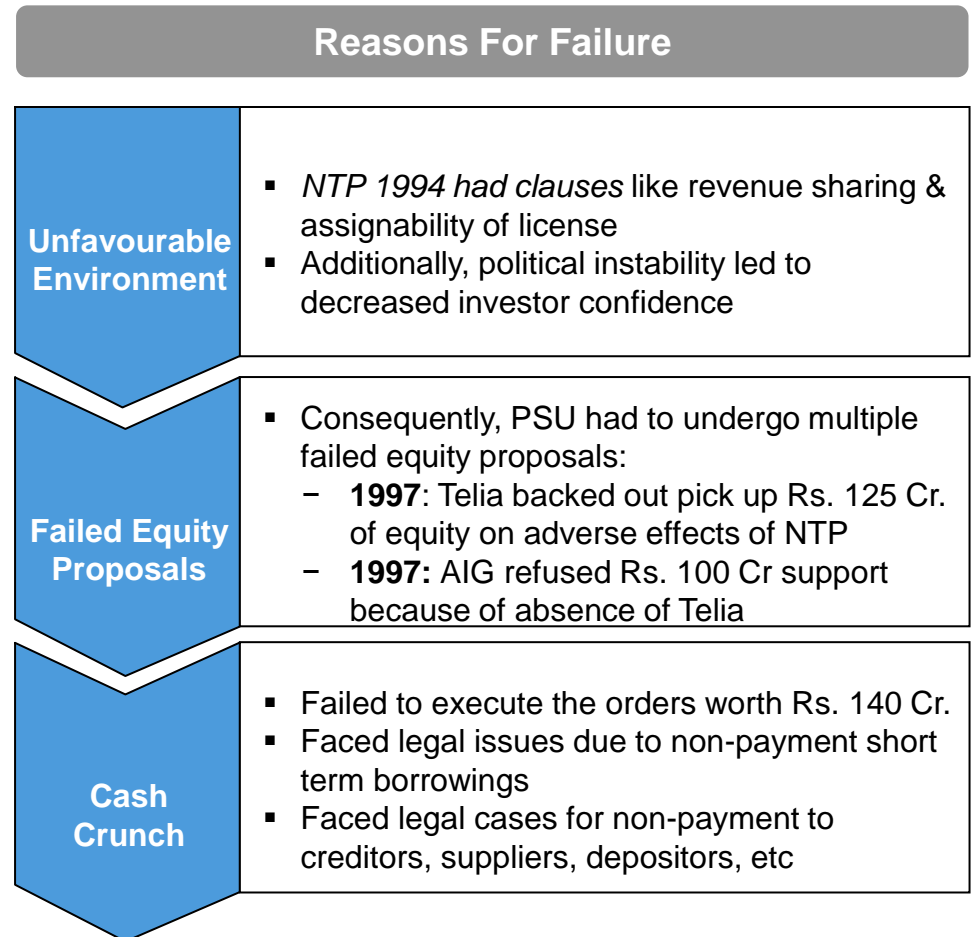 Reasons For Failure
Unfavourable
Environment
▪ NTP 1994 had clauses like revenue sharing &
assignability of license
▪ Additionally, political instability led to
decreased investor confidence
Failed Equity
Proposals
▪ Consequently, PSU had to undergo multiple
failed equity proposals:
− 1997: Telia backed out pick up Rs. 125 Cr.
of equity on adverse effects of NTP
− 1997: AIG refused Rs. 100 Cr support
because of absence of Telia
Cash
Crunch
▪ Failed to execute the orders worth Rs. 140 Cr.
▪ Faced legal issues due to non-payment short
term borrowings
▪ Faced legal cases for non-payment to
creditors, suppliers, depositors, etc